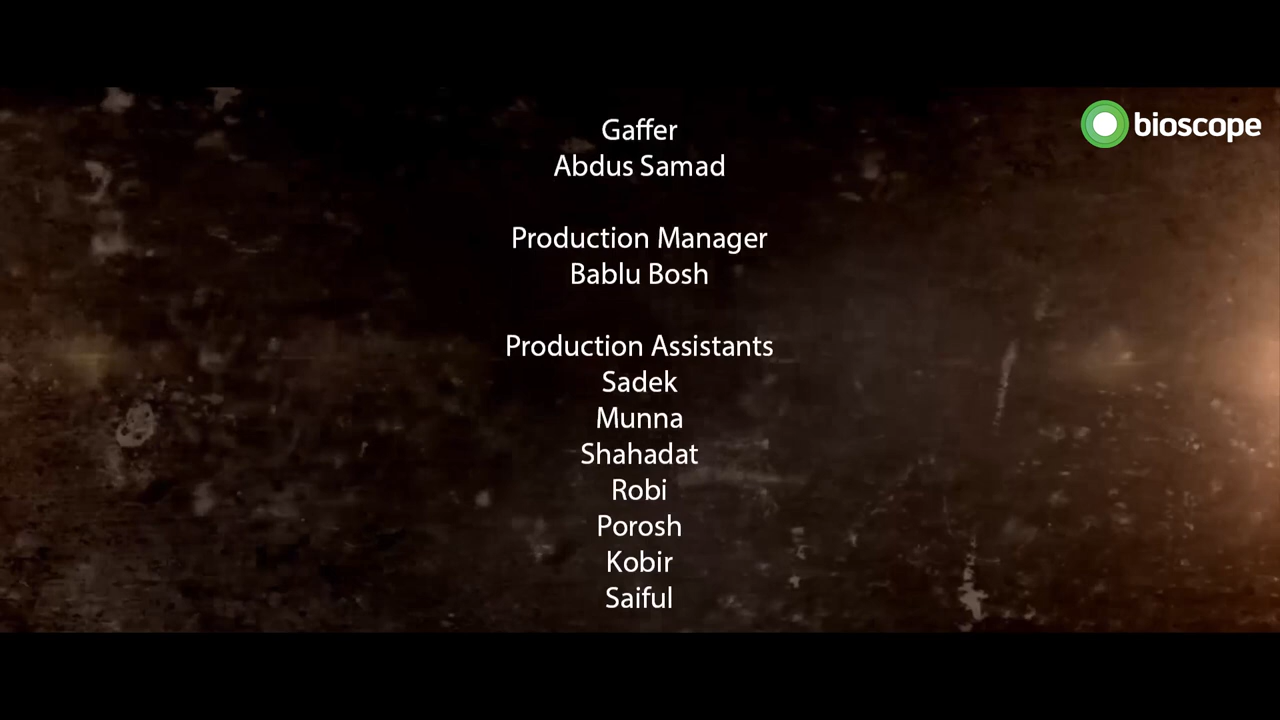 bioscope
Gaffer
Abdus Samad
Production Manager
Bablu Bosh
Production Assistants
Sadek
Munna
Shahadat
Robi
Porosh
Kobir
Saiful